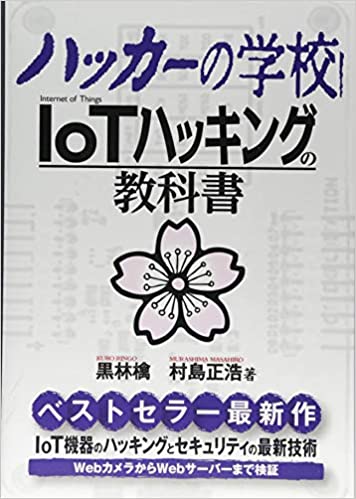 ハッカーの学校
Internet of Things
IoTハッキングの
教科書
KURO RINGO
MURASHIMA MASAHIRO
黒林檎 村島正浩 著
ベストセラー最新作
IoT機器のハッキングとセキュリティの最新技術
WebカメラからWebサーバーまで検証